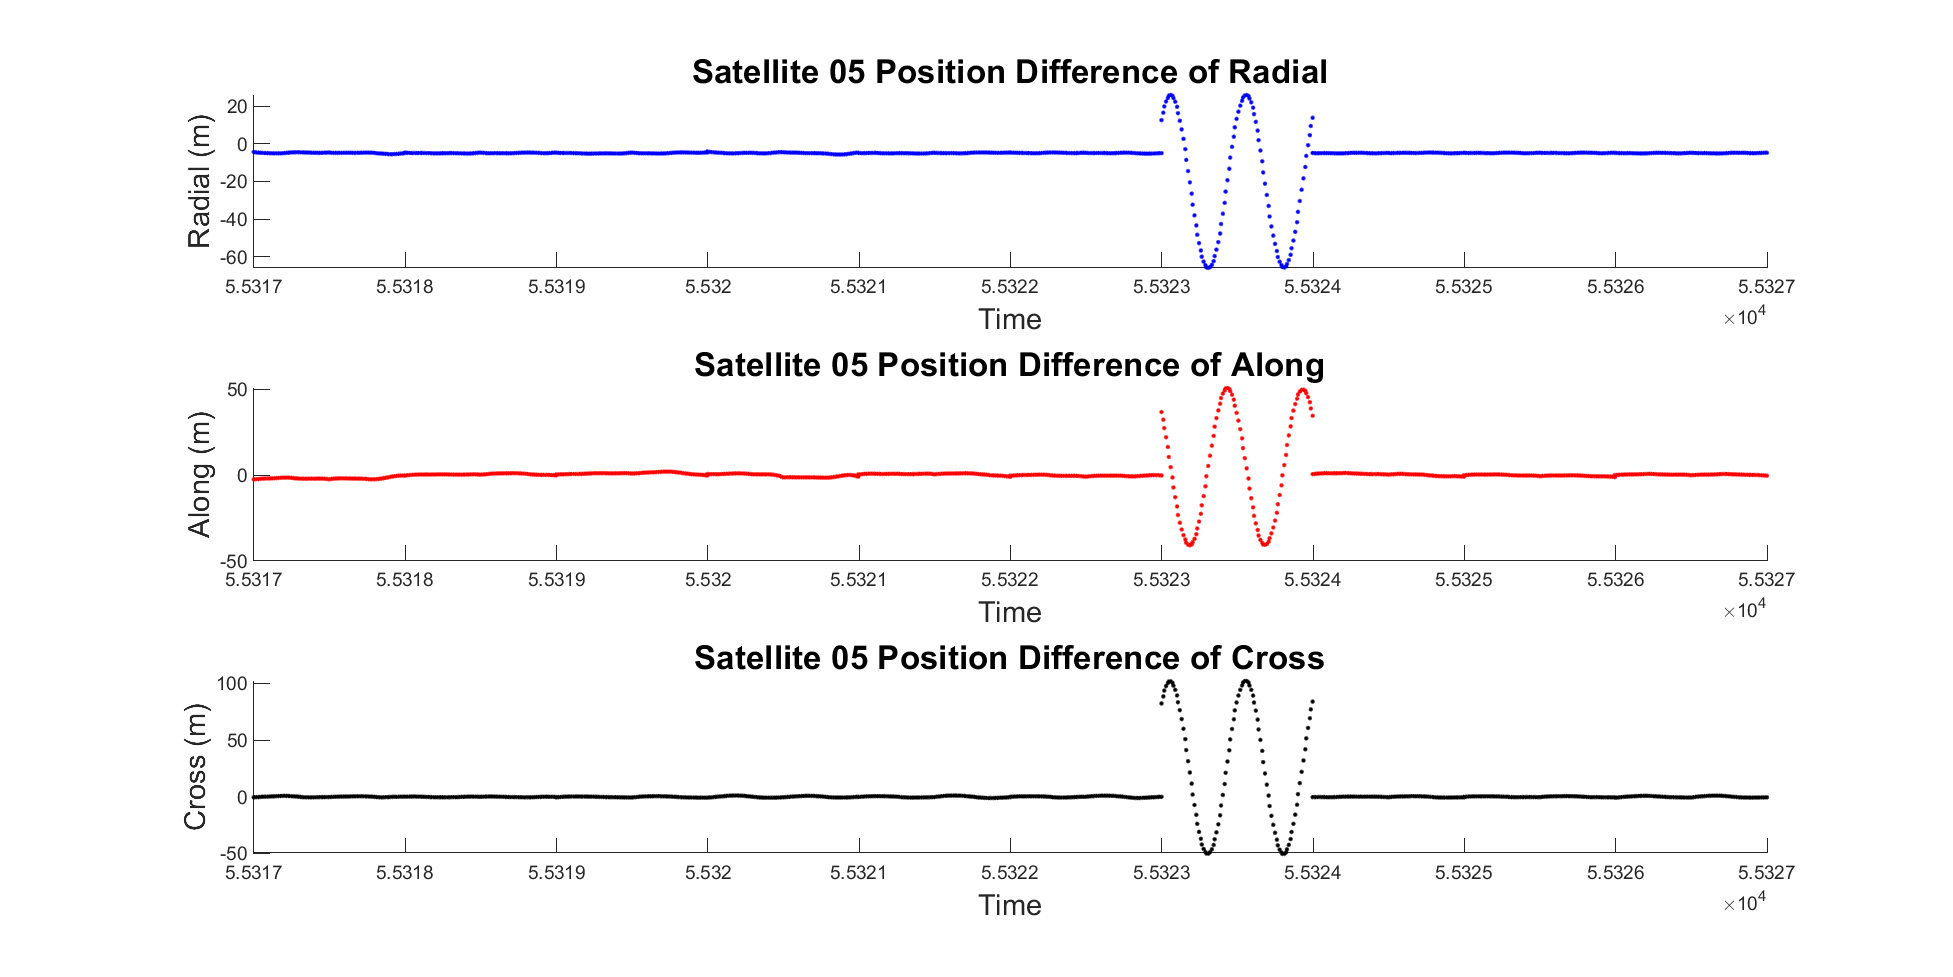 Satellite 05 Position Difference of Radial
Radial (m)
20
0
-20
-40
-60
5.5317 5.5318 5.5319 5.532 5.5321 5.5322 5.5323 5.5324 5.5325 5.5326 5.5327
Time
×10^4
Satellite 05 Position Difference of Along
Along (m)
50
0
-50
5.5317 5.5318 5.5319 5.532 5.5321 5.5322 5.5323 5.5324 5.5325 5.5326 5.5327
Time
×10^4
Satellite 05 Position Difference of Cross
Cross (m)
100
50
0
-50
5.5317 5.5318 5.5319 5.532 5.5321 5.5322 5.5323 5.5324 5.5325 5.5326 5.5327
Time
×10^4